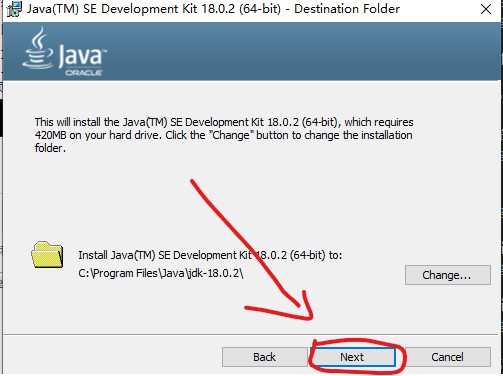 Java(TM) SE Development Kit 18.0.2 (64-bit) - Destination Folder
Java™
ORACLE
This will install the Java(TM) SE Development Kit 18.0.2 (64-bit), which requires
420MB on your hard drive. Click the "Change" button to change the installation
folder.
Install Java(TM) SE Development Kit 18.0.2 (64-bit) to:
C:\Program Files\Java\jdk-18.0.2\
Change...
Back
Next
Cancel